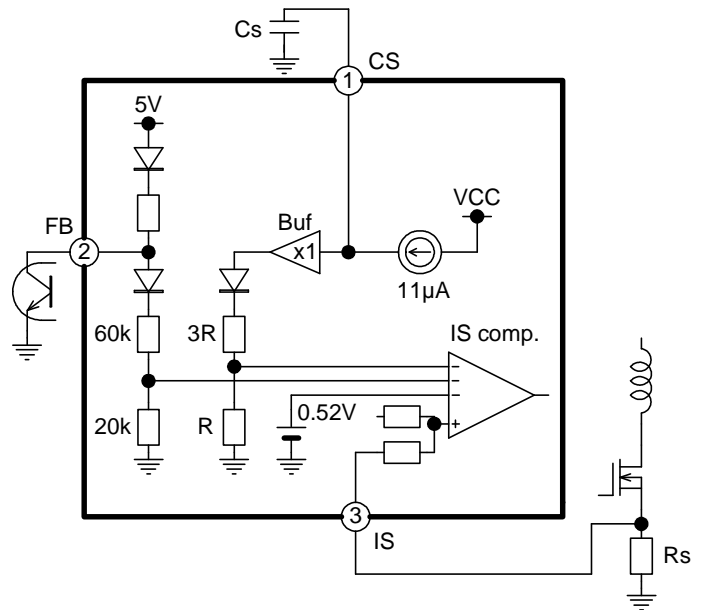 Cs
CS
1
5V
VCC
FB
Buf
2
x1
11µA
60k
3R
IS comp.
−
−
−
0.52V
20k
R
+
3
IS
Rs